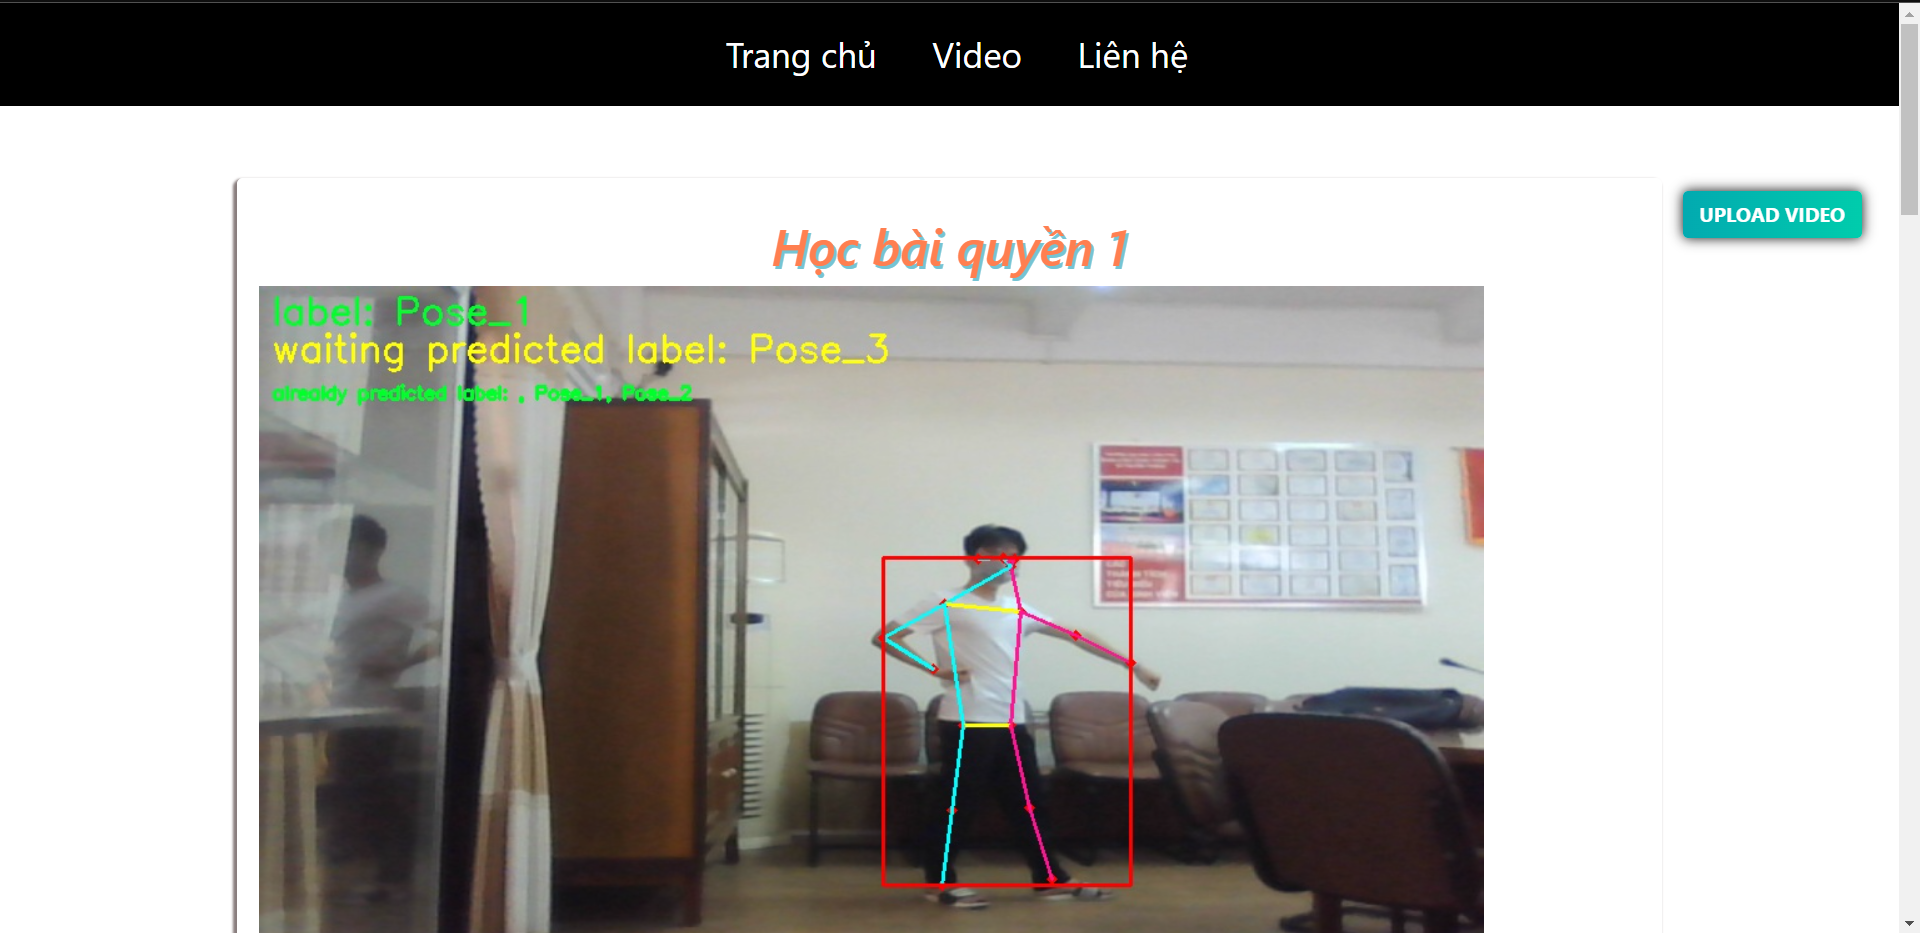 Trang chủ Video Liên hệ
UPLOAD VIDEO
Học bài quyền 1
label: Pose_1
waiting predicted label: Pose_3
alreaidy predicted label: , Pose_1, Pose_2